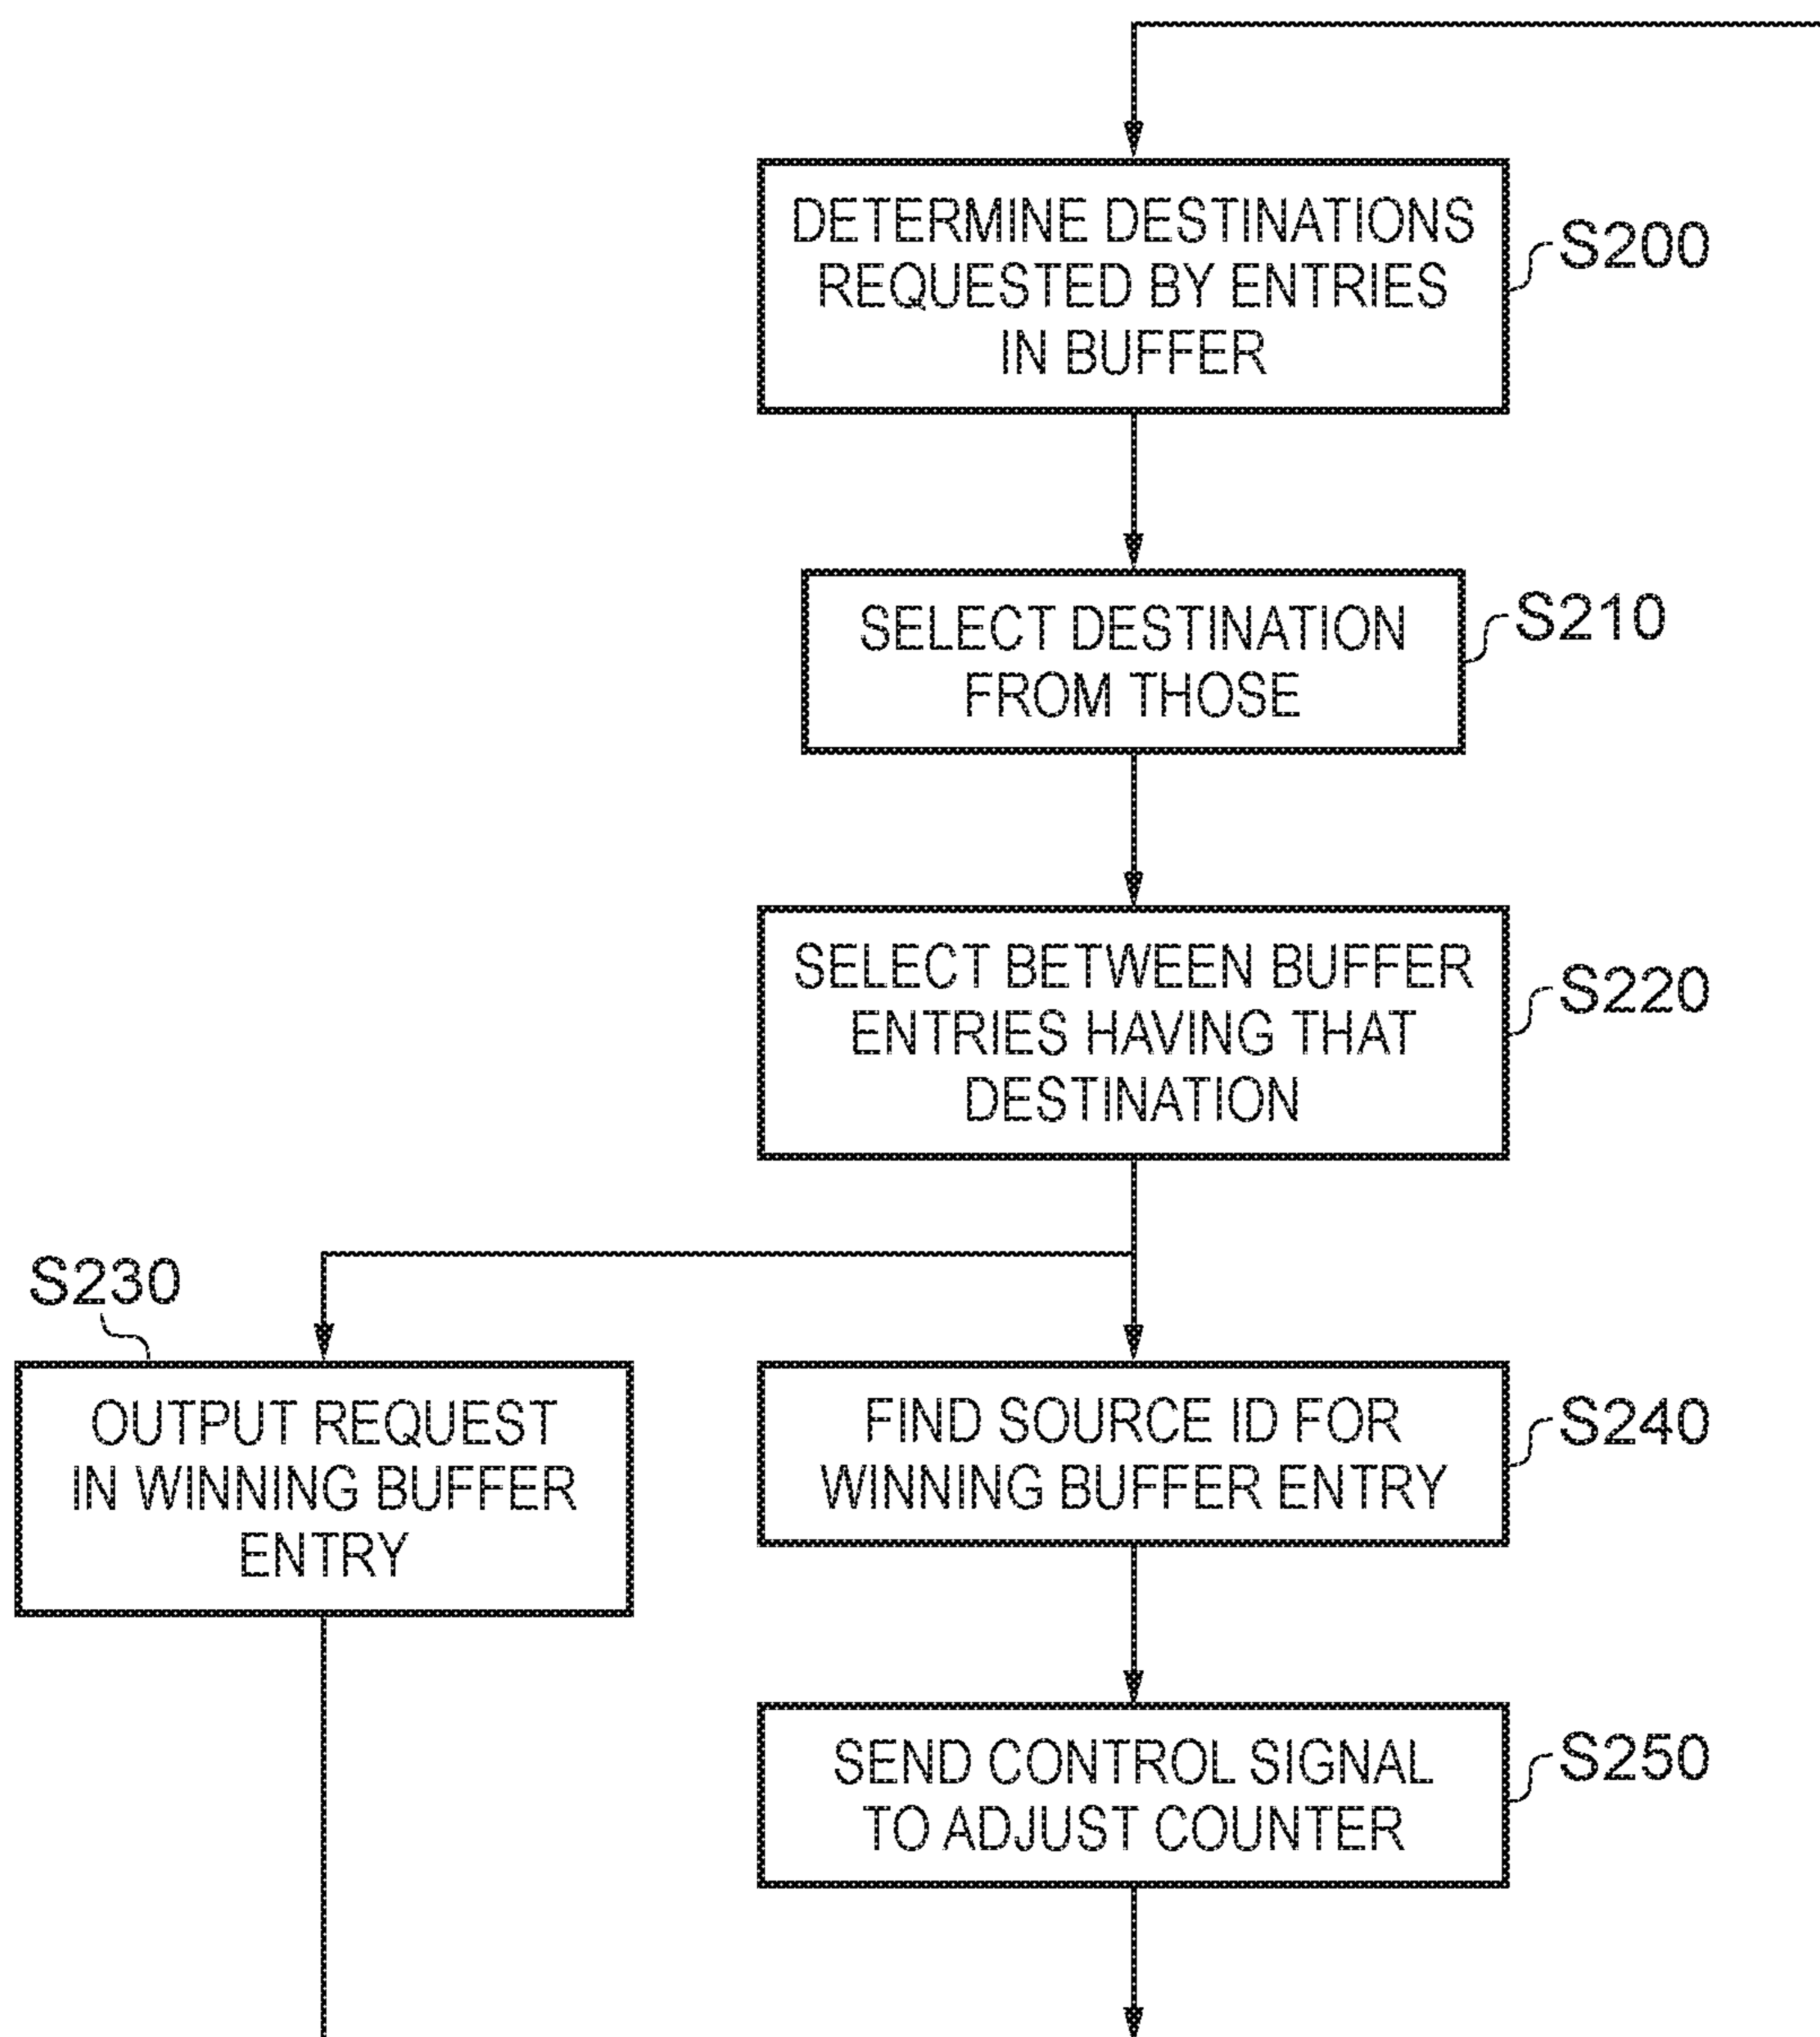 DETERMINE DESTINATIONS
REQUESTED BY ENTRIES
IN BUFFER
S200
SELECT DESTINATION
FROM THOSE
S210
SELECT BETWEEN BUFFER
ENTRIES HAVING THAT
DESTINATION
S220
S230
OUTPUT REQUEST
IN WINNING BUFFER
ENTRY
FIND SOURCE ID FOR
WINNING BUFFER ENTRY
S240
SEND CONTROL SIGNAL
TO ADJUST COUNTER
S250